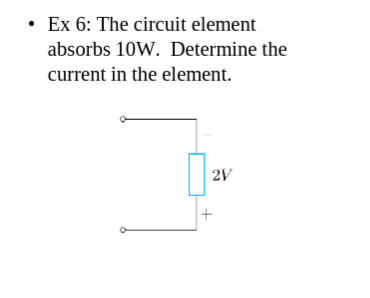 • Ex 6: The circuit element
absorbs 10W. Determine the
current in the element.
−
2V
+